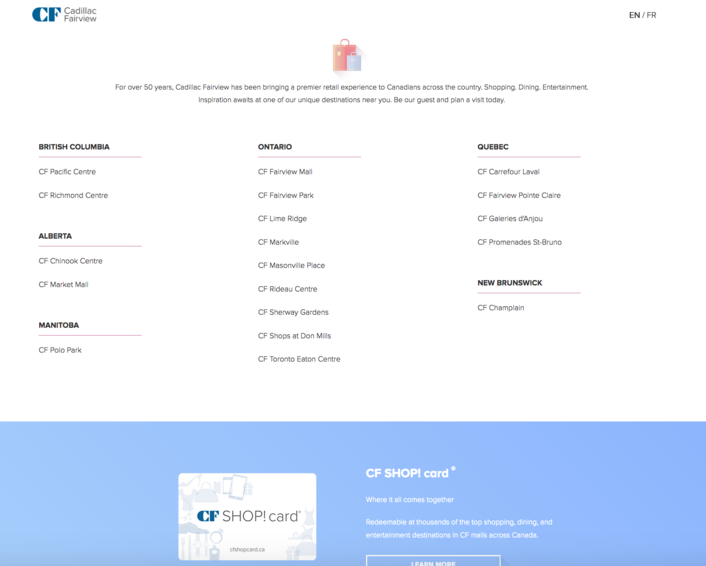 CF Cadillac
Fairview
EN / FR
For over 50 years, Cadillac Fairview has been bringing a premier retail experience to Canadians across the country. Shopping. Dining. Entertainment.
Inspiration awaits at one of our unique destinations near you. Be our guest and plan a visit today.
BRITISH COLUMBIA
CF Pacific Centre
CF Richmond Centre
ALBERTA
CF Chinook Centre
CF Market Mall
MANITOBA
CF Polo Park
ONTARIO
CF Fairview Mall
CF Fairview Park
CF Lime Ridge
CF Markville
CF Masonville Place
CF Rideau Centre
CF Sherway Gardens
CF Shops at Don Mills
CF Toronto Eaton Centre
QUEBEC
CF Carrefour Laval
CF Fairview Pointe Claire
CF Galeries d'Anjou
CF Promenades St-Bruno
NEW BRUNSWICK
CF Champlain
CF SHOP! card®
cfshopcard.ca
CF SHOP! card®
Where it all comes together
Redeemable at thousands of the top shopping, dining, and
entertainment destinations in CF malls across Canada.
LEARN MORE